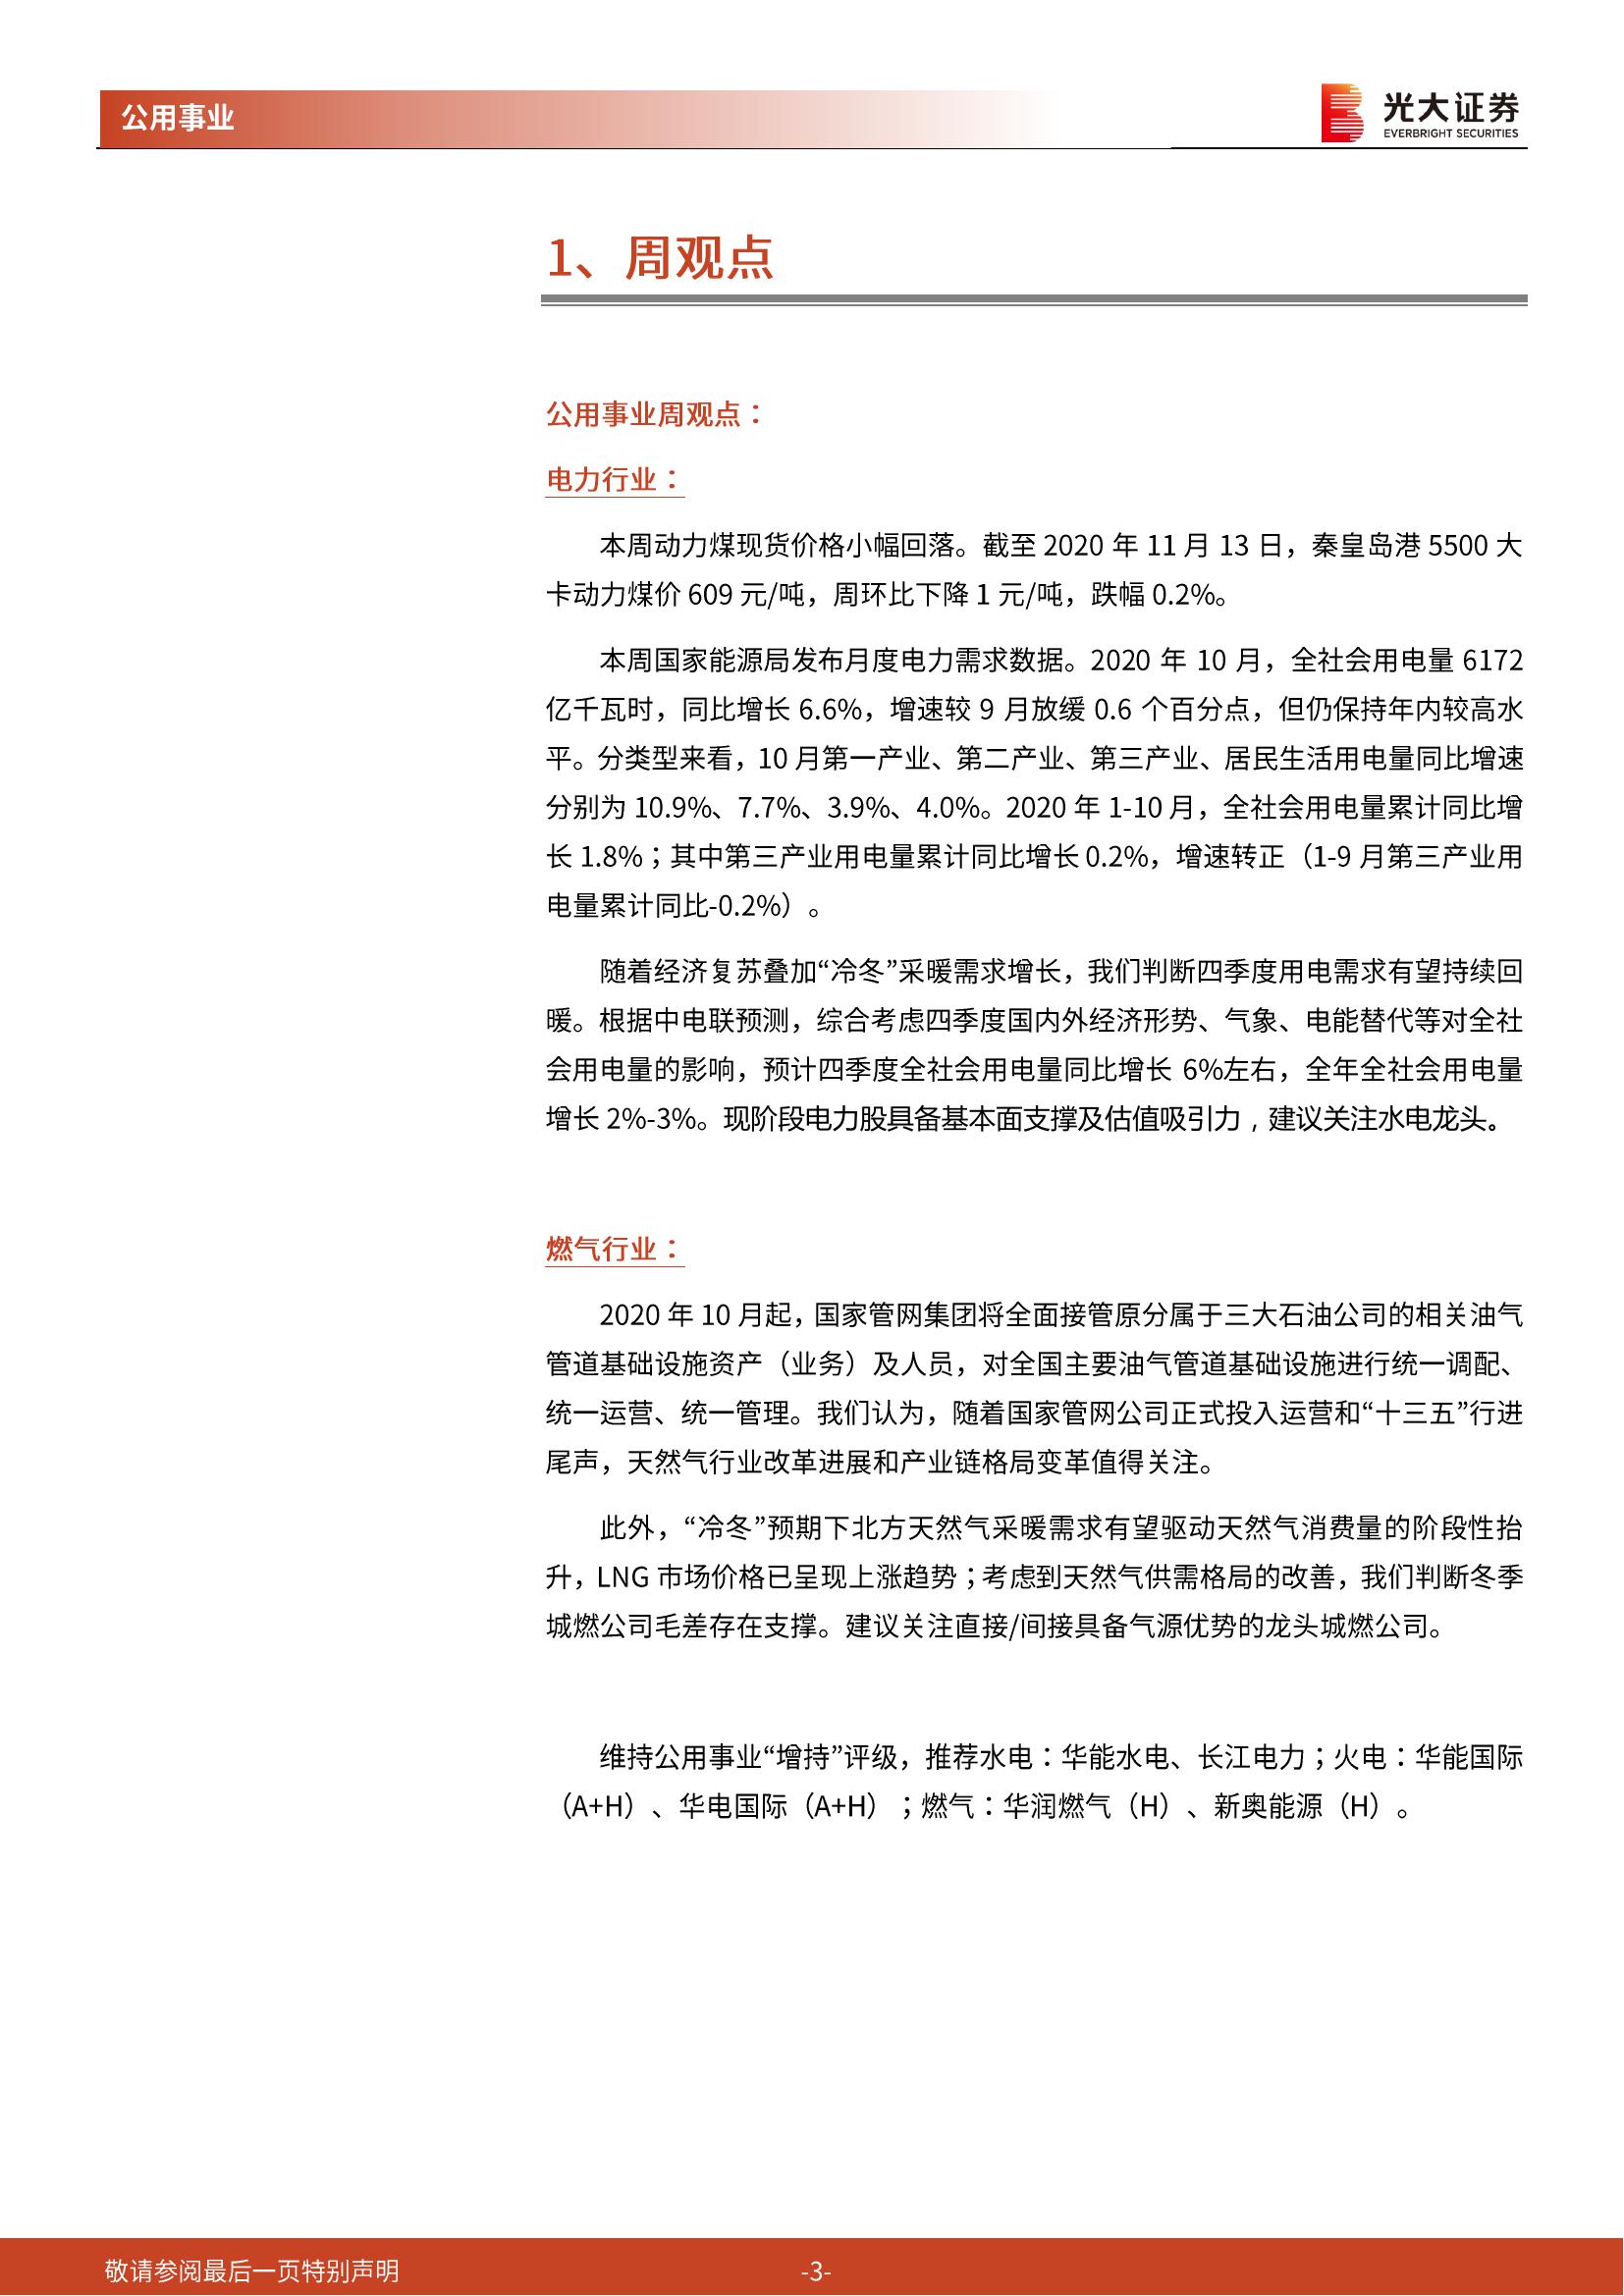 公用事业
光大证券
EVERBRIGHT SECURITIES
1、周观点
公用事业周观点：
电力行业：
本周动力煤现货价格小幅回落。截至 2020 年 11 月 13 日，秦皇岛港 5500 大
卡动力煤价 609 元/吨，周环比下降 1 元/吨，跌幅 0.2%。
本周国家能源局发布月度电力需求数据。2020 年 10 月，全社会用电量 6172
亿千瓦时，同比增长 6.6%，增速较 9 月放缓 0.6 个百分点，但仍保持年内较高水
平。分类型来看，10 月第一产业、第二产业、第三产业、居民生活用电量同比增速
分别为 10.9%、7.7%、3.9%、4.0%。2020 年 1-10 月，全社会用电量累计同比增
长 1.8%；其中第三产业用电量累计同比增长 0.2%，增速转正（1-9 月第三产业用
电量累计同比-0.2%）。
随着经济复苏叠加“冷冬”采暖需求增长，我们判断四季度用电需求有望持续回
暖。根据中电联预测，综合考虑四季度国内外经济形势、气象、电能替代等对全社
会用电量的影响，预计四季度全社会用电量同比增长 6%左右，全年全社会用电量
增长 2%-3%。现阶段电力股具备基本面支撑及估值吸引力，建议关注水电龙头。
燃气行业：
2020 年 10 月起，国家管网集团将全面接管原分属于三大石油公司的相关油气
管道基础设施资产（业务）及人员，对全国主要油气管道基础设施进行统一调配、
统一运营、统一管理。我们认为，随着国家管网公司正式投入运营和“十三五”行进
尾声，天然气行业改革进展和产业链格局变革值得关注。
此外，“冷冬”预期下北方天然气采暖需求有望驱动天然气消费量的阶段性抬
升，LNG 市场价格已呈现上涨趋势；考虑到天然气供需格局的改善，我们判断冬季
城燃公司毛差存在支撑。建议关注直接/间接具备气源优势的龙头城燃公司。
维持公用事业“增持”评级，推荐水电：华能水电、长江电力；火电：华能国际
（A+H）、华电国际（A+H）；燃气：华润燃气（H）、新奥能源（H）。
敬请参阅最后一页特别声明
-3-